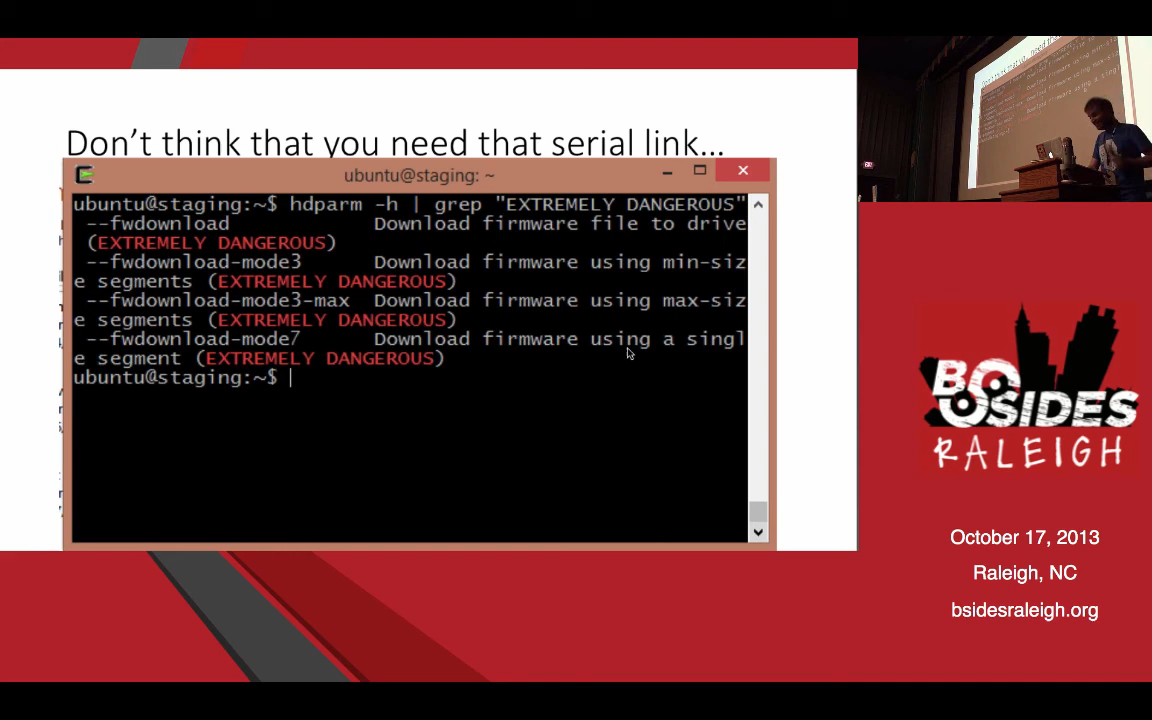 Don't think that you need that serial link...
ubuntu@staging: ~
ubuntu@staging:~$ hdparm -h | grep "EXTREMELY DANGEROUS"
--fwdownload Download firmware file to drive
(EXTREMELY DANGEROUS)
--fwdownload-mode3 Download firmware using min-siz
e segments (EXTREMELY DANGEROUS)
--fwdownload-mode3-max Download firmware using max-siz
e segments (EXTREMELY DANGEROUS)
--fwdownload-mode7 Download firmware using a singl
e segment (EXTREMELY DANGEROUS)
ubuntu@staging:~$
BSIDES
RALEIGH
October 17, 2013
Raleigh, NC
bsidesraleigh.org